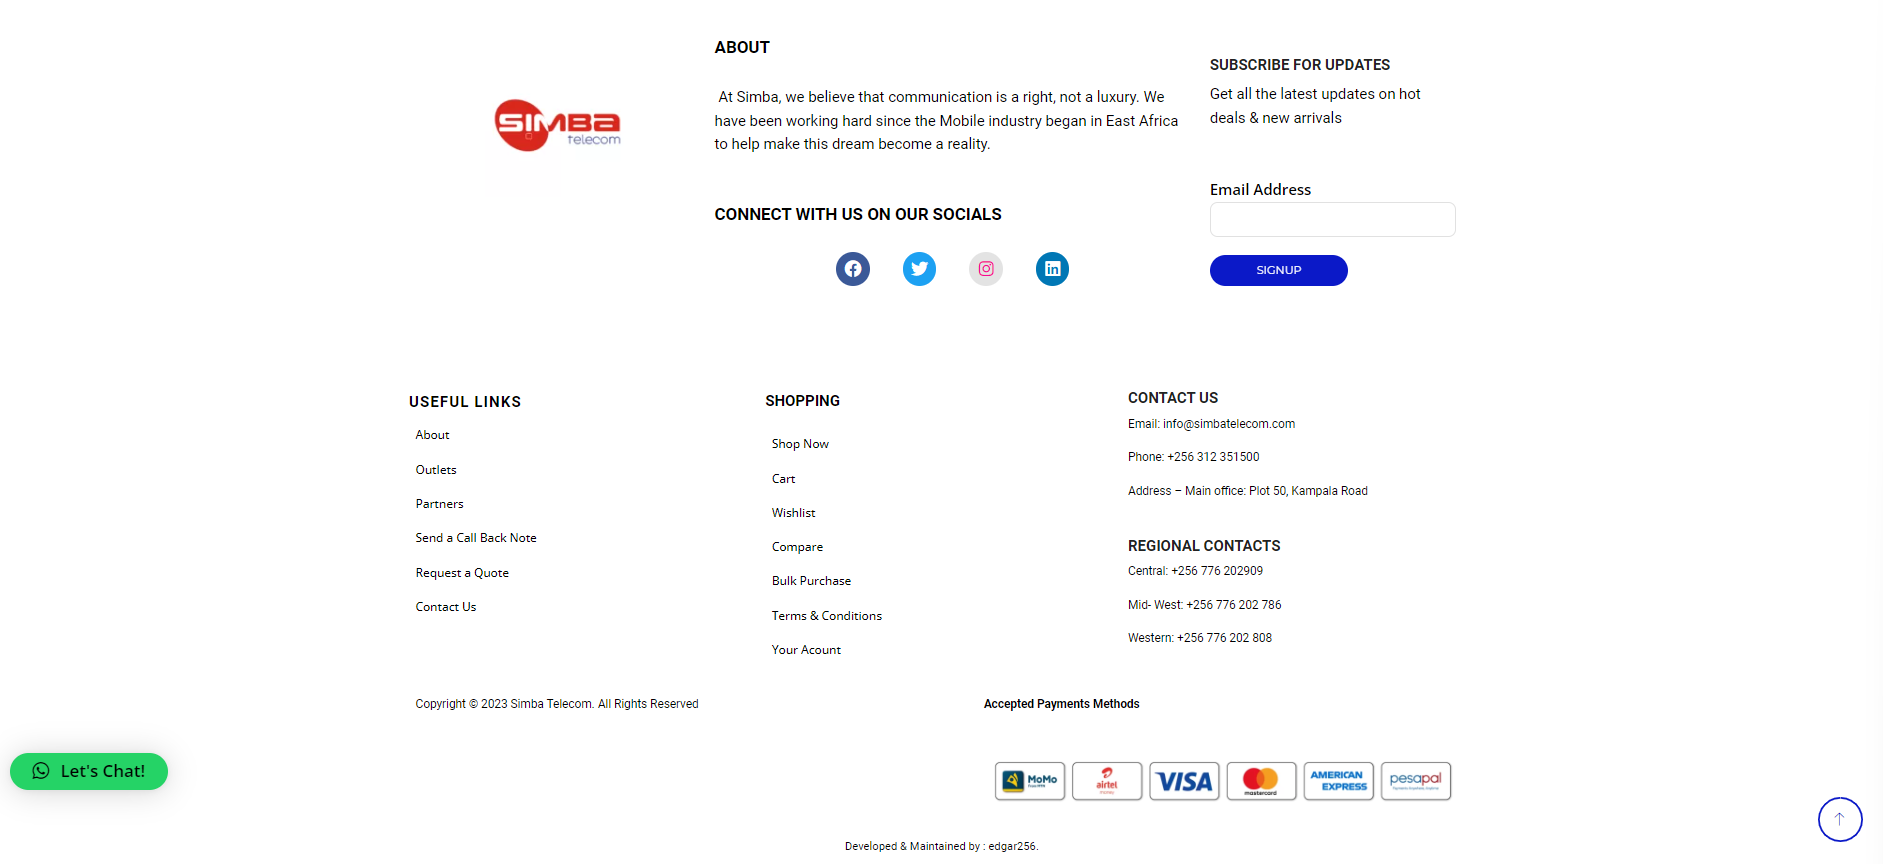 SIMBA
telecom
ABOUT
At Simba, we believe that communication is a right, not a luxury. We
have been working hard since the Mobile industry began in East Africa
to help make this dream become a reality.
CONNECT WITH US ON OUR SOCIALS
SUBSCRIBE FOR UPDATES
Get all the latest updates on hot
deals & new arrivals
Email Address
SIGNUP
USEFUL LINKS
About
Outlets
Partners
Send a Call Back Note
Request a Quote
Contact Us
SHOPPING
Shop Now
Cart
Wishlist
Compare
Bulk Purchase
Terms & Conditions
Your Acount
CONTACT US
Email: info@simbatelecom.com
Phone: +256 312 351500
Address – Main office: Plot 50, Kampala Road
REGIONAL CONTACTS
Central: +256 776 202909
Mid- West: +256 776 202 786
Western: +256 776 202 808
Copyright © 2023 Simba Telecom. All Rights Reserved
Accepted Payments Methods
Let's Chat!
MoMo
from MTN
airtel
money
VISA
mastercard
AMERICAN
EXPRESS
pesapal
Developed & Maintained by : edgar256.